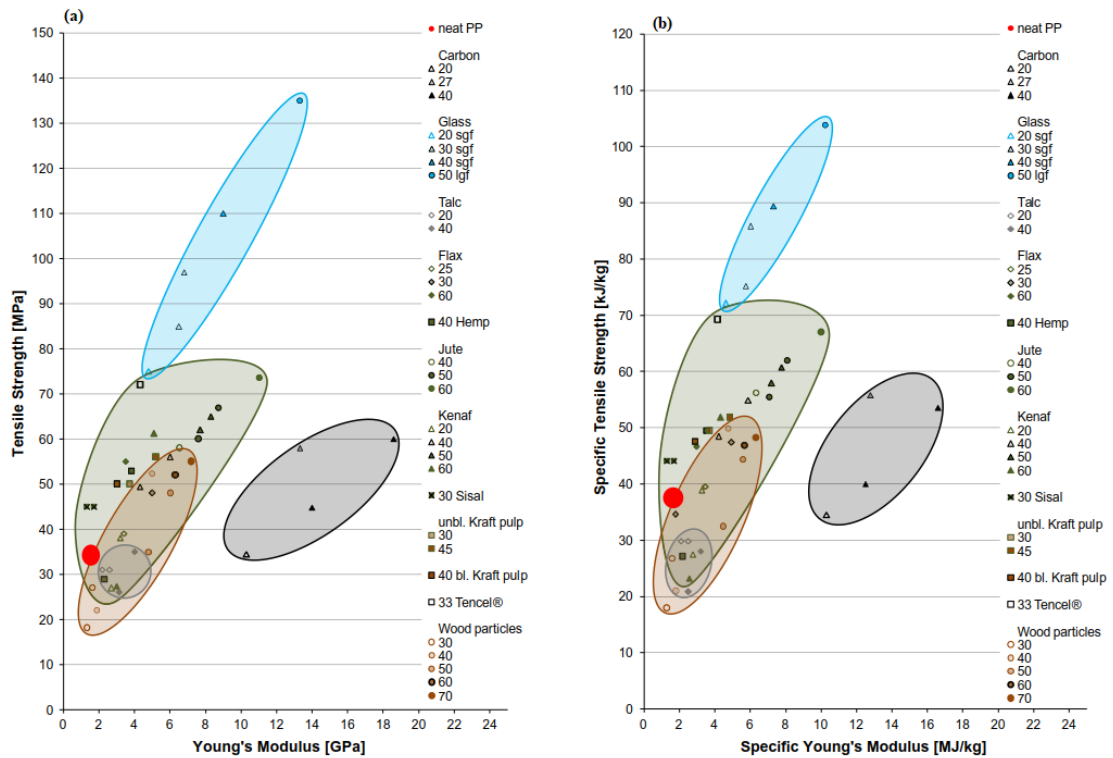 (a)
Tensile Strength [MPa]
150
140
130
120
110
100
90
80
70
60
50
40
30
20
10
0
0 2 4 6 8 10 12 14 16 18 20 22 24
Young's Modulus [GPa]
neat PP
Carbon
20
27
40
Glass
20 sgf
30 sgf
40 sgf
50 lgf
Talc
20
40
Flax
25
30
60
40 Hemp
Jute
40
50
60
Kenaf
20
40
50
60
30 Sisal
unbl. Kraft pulp
30
45
40 bl. Kraft pulp
33 Tencel®
Wood particles
30
40
50
60
70
(b)
Specific Tensile Strength [kJ/kg]
120
110
100
90
80
70
60
50
40
30
20
10
0
0 2 4 6 8 10 12 14 16 18 20 22 24
Specific Young's Modulus [MJ/kg]
neat PP
Carbon
20
27
40
Glass
20 sgf
30 sgf
40 sgf
50 lgf
Talc
20
40
Flax
25
30
60
40 Hemp
Jute
40
50
60
Kenaf
20
40
50
60
30 Sisal
unbl. Kraft pulp
30
45
40 bl. Kraft pulp
33 Tencel®
Wood particles
30
40
50
60
70